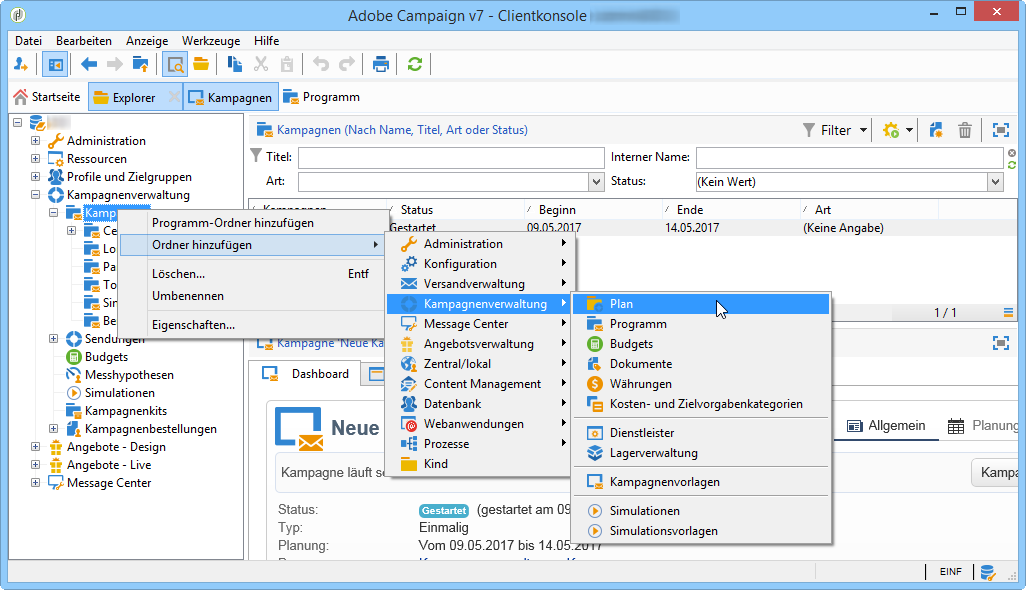 Adobe Campaign v7 - Clientkonsole
Datei Bearbeiten Anzeige Werkzeuge Hilfe
Startseite Explorer Kampagnen Programm
Administration
Ressourcen
Profile und Zielgruppen
Kampagnenverwaltung
Kamp
Ce
Lo
Pa
To
Sin
Be
Sendungen
Budgets
Messhypothesen
Simulationen
Kampagnenkits
Kampagnenbestellungen
Angebote - Design
Angebote - Live
Message Center
Kampagnen (Nach Name, Titel, Art oder Status)
Filter
Titel: Interner Name:
Art: Status: (Kein Wert)
Kampagnen Status Beginn Ende Art
Gestartet 09.05.2017 14.05.2017 (Keine Angabe)
1 / 1
Programm-Ordner hinzufügen
Ordner hinzufügen
Löschen... Entf
Umbenennen
Eigenschaften...
Administration
Konfiguration
Versandverwaltung
Kampagnenverwaltung
Message Center
Angebotsverwaltung
Zentral/lokal
Content Management
Datenbank
Webanwendungen
Prozesse
Kind
Plan
Programm
Budgets
Dokumente
Währungen
Kosten- und Zielvorgabenkategorien
Dienstleister
Lagerverwaltung
Kampagnenvorlagen
Simulationen
Simulationsvorlagen
Kampagne 'Neue Ka
Dashboard
Neue
Allgemein Planung
Kampagne läuft se
Kampa
Status: Gestartet (gestartet am 09
Typ: Einmalig
Planung: Vom 09.05.2017 bis 14.05.2017
EINF